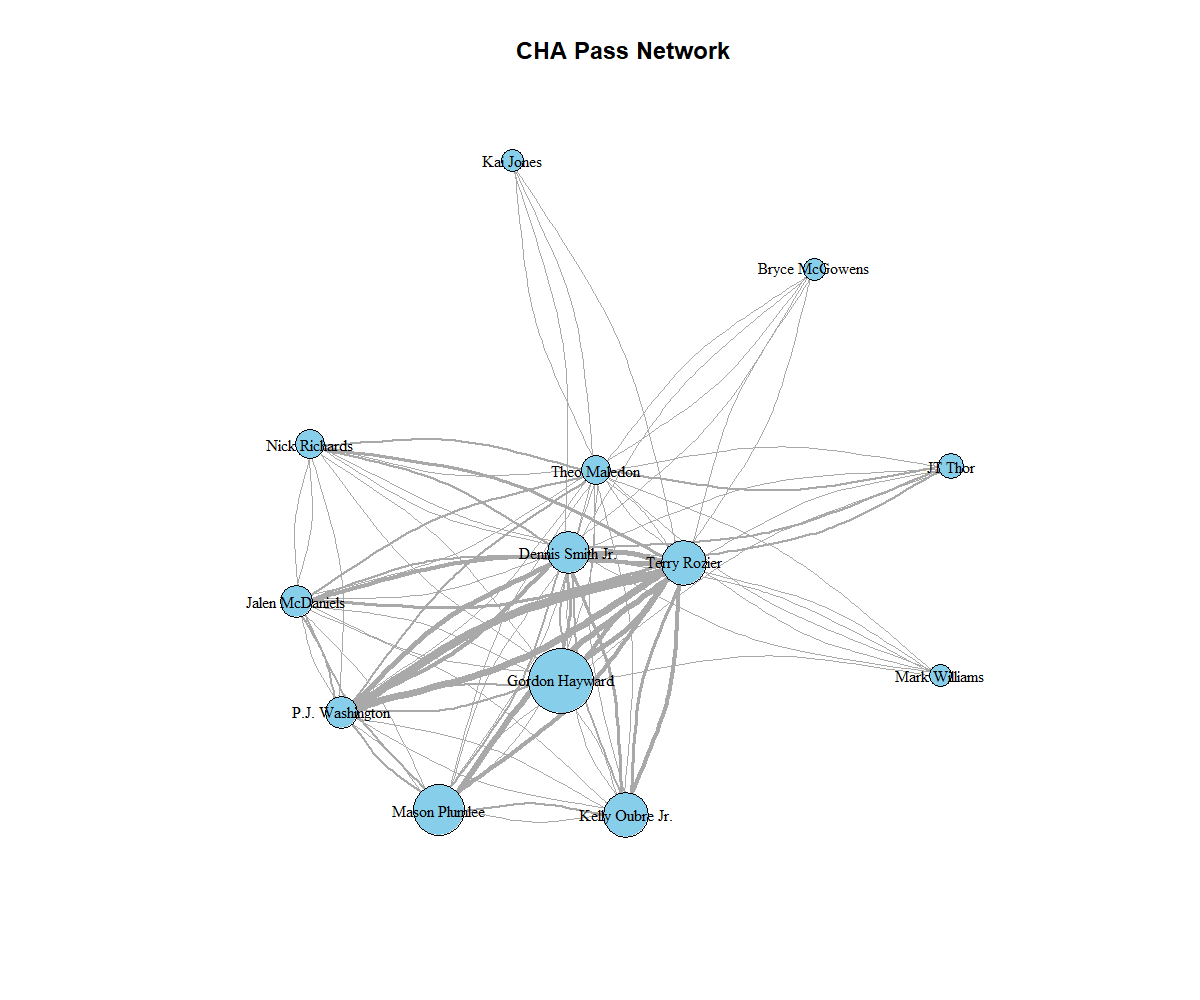 CHA Pass Network
Kai Jones
Bryce McGowens
Nick Richards
Theo Maledon
JT Thor
Dennis Smith Jr.
Terry Rozier
Jalen McDaniels
Gordon Hayward
Mark Williams
P.J. Washington
Mason Plumlee
Kelly Oubre Jr.